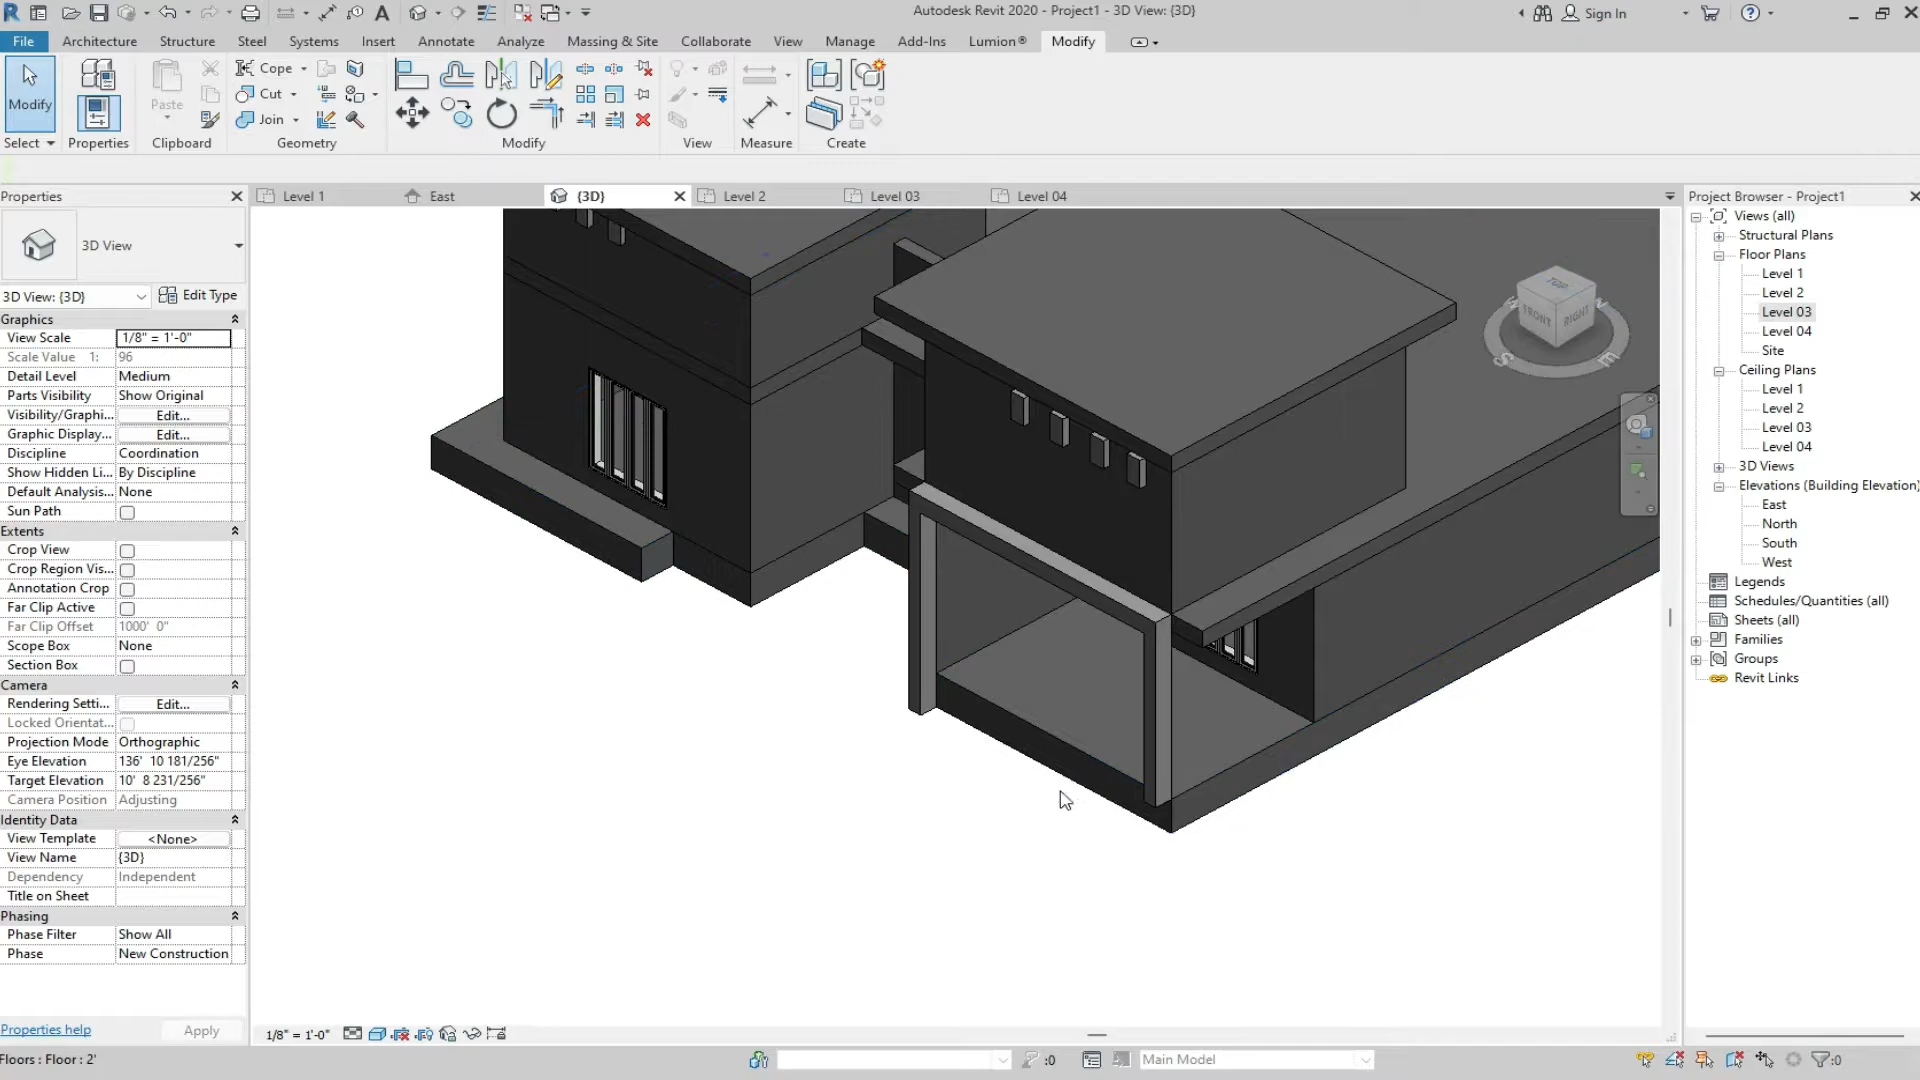 Autodesk Revit 2020 - Project1 - 3D View: {3D}
Sign In
File
Architecture
Structure
Steel
Systems
Insert
Annotate
Analyze
Massing & Site
Collaborate
View
Manage
Add-Ins
Lumion®
Modify
Modify
Paste
Cope
Cut
Join
Select
Properties
Clipboard
Geometry
Modify
View
Measure
Create
Properties
Level 1
East
{3D}
Level 2
Level 03
Level 04
Project Browser - Project1
3D View
3D View: {3D}
Edit Type
Graphics
View Scale
1/8" = 1'-0"
Scale Value 1:
96
Detail Level
Medium
Parts Visibility
Show Original
Visibility/Graphi...
Edit...
Graphic Display...
Edit...
Discipline
Coordination
Show Hidden Li...
By Discipline
Default Analysis...
None
Sun Path
Extents
Crop View
Crop Region Vis...
Annotation Crop
Far Clip Active
Far Clip Offset
1000' 0"
Scope Box
None
Section Box
Camera
Rendering Setti...
Edit...
Locked Orientat...
Projection Mode
Orthographic
Eye Elevation
136' 10 181/256"
Target Elevation
10' 8 231/256"
Camera Position
Adjusting
Identity Data
View Template
<None>
View Name
{3D}
Dependency
Independent
Title on Sheet
Phasing
Phase Filter
Show All
Phase
New Construction
Properties help
Apply
TOP
FRONT
RIGHT
S
E
Views (all)
Structural Plans
Floor Plans
Level 1
Level 2
Level 03
Level 04
Site
Ceiling Plans
Level 1
Level 2
Level 03
Level 04
3D Views
Elevations (Building Elevation)
East
North
South
West
Legends
Schedules/Quantities (all)
Sheets (all)
Families
Groups
Revit Links
1/8" = 1'-0"
Floors : Floor : 2'
:0
Main Model
:0